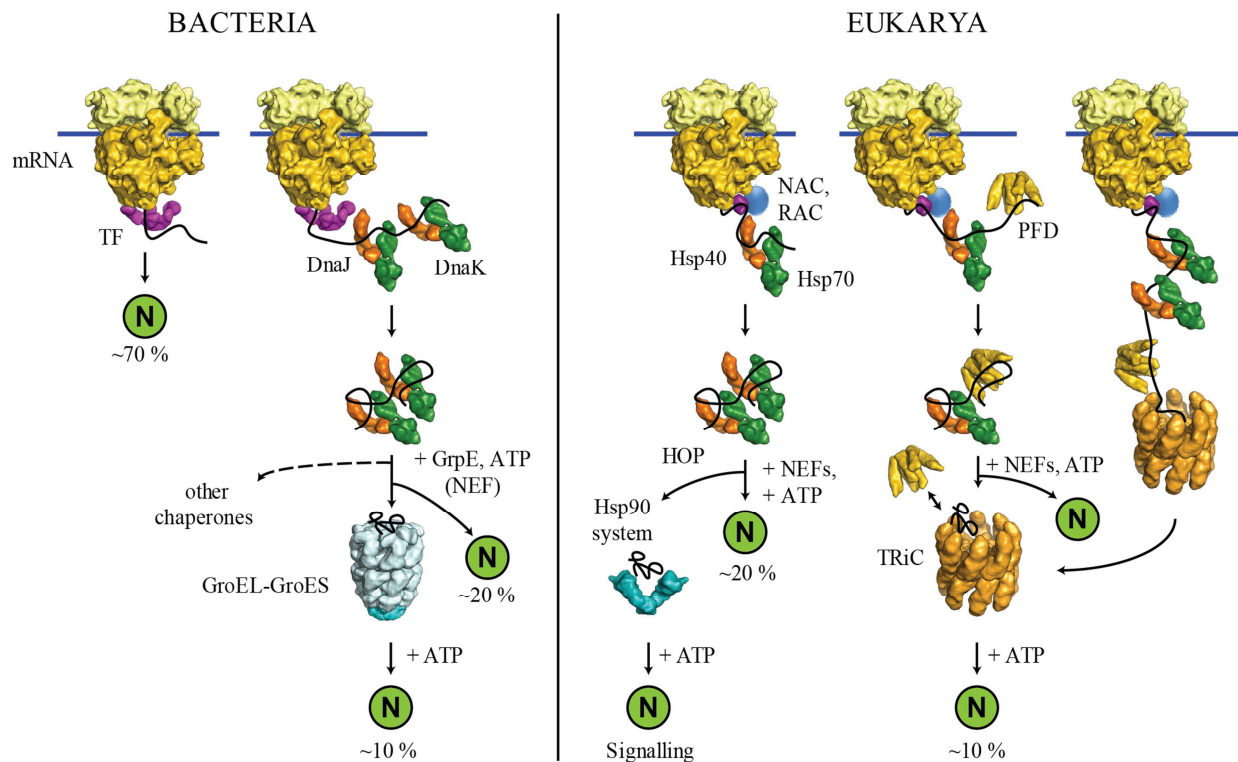 BACTERIA
mRNA
TF
N
~70 %
DnaJ
DnaK
+ GrpE, ATP
(NEF)
other
chaperones
GroEL-GroES
N
~20 %
+ ATP
N
~10 %
EUKARYA
NAC,
RAC
Hsp40
Hsp70
PFD
HOP
+ NEFs,
+ ATP
Hsp90
system
N
~20 %
+ ATP
N
Signalling
+ NEFs, ATP
N
TRiC
+ ATP
N
~10 %